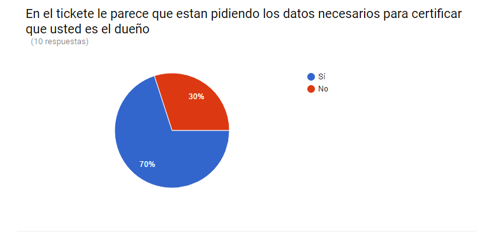 En el tickete le parece que estan pidiendo los datos necesarios para certificar
que usted es el dueño
(10 respuestas)
Sí
No
30%
70%